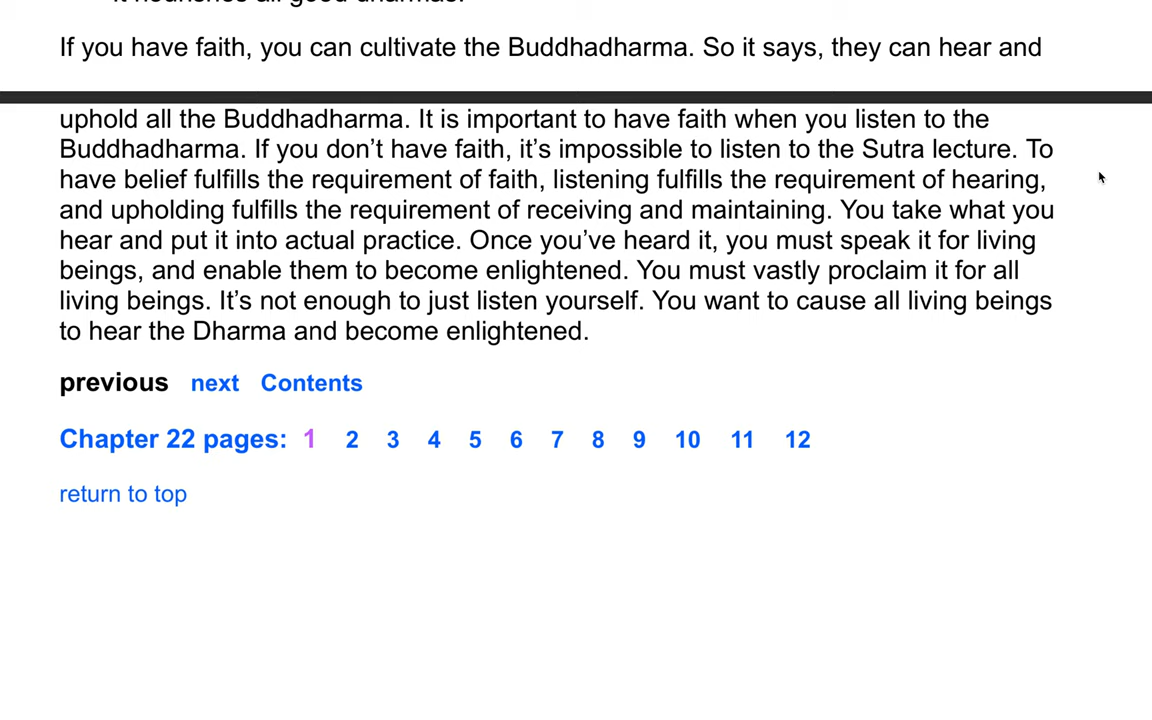 it nourishes all good dharmas.
If you have faith, you can cultivate the Buddhadharma. So it says, they can hear and
uphold all the Buddhadharma. It is important to have faith when you listen to the
Buddhadharma. If you don’t have faith, it’s impossible to listen to the Sutra lecture. To
have belief fulfills the requirement of faith, listening fulfills the requirement of hearing,
and upholding fulfills the requirement of receiving and maintaining. You take what you
hear and put it into actual practice. Once you’ve heard it, you must speak it for living
beings, and enable them to become enlightened. You must vastly proclaim it for all
living beings. It’s not enough to just listen yourself. You want to cause all living beings
to hear the Dharma and become enlightened.
previous next Contents
Chapter 22 pages: 1 2 3 4 5 6 7 8 9 10 11 12
return to top